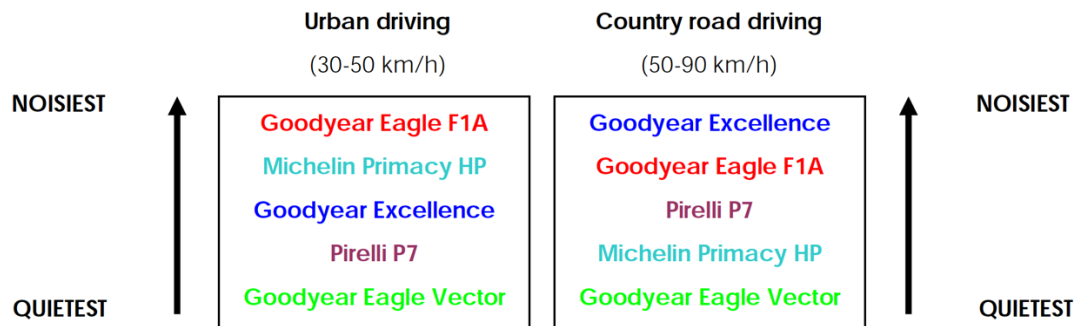 Urban driving
(30-50 km/h)
Country road driving
(50-90 km/h)
NOISIEST
NOISIEST
Goodyear Eagle F1A
Michelin Primacy HP
Goodyear Excellence
Pirelli P7
Goodyear Eagle Vector
Goodyear Excellence
Goodyear Eagle F1A
Pirelli P7
Michelin Primacy HP
Goodyear Eagle Vector
QUIETEST
QUIETEST